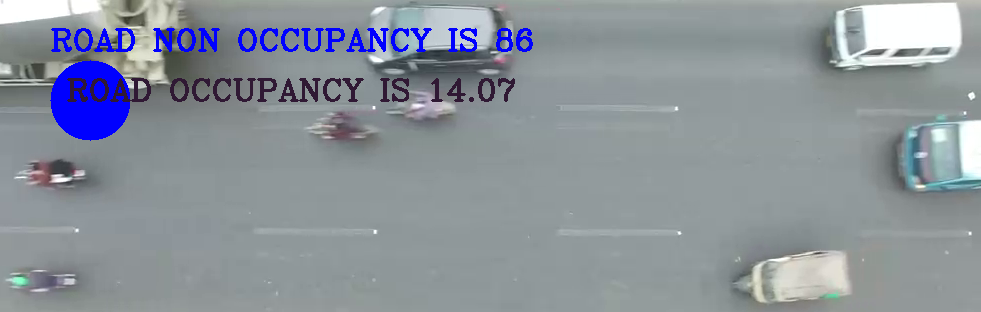 ROAD NON OCCUPANCY IS 86
ROAD OCCUPANCY IS 14.07